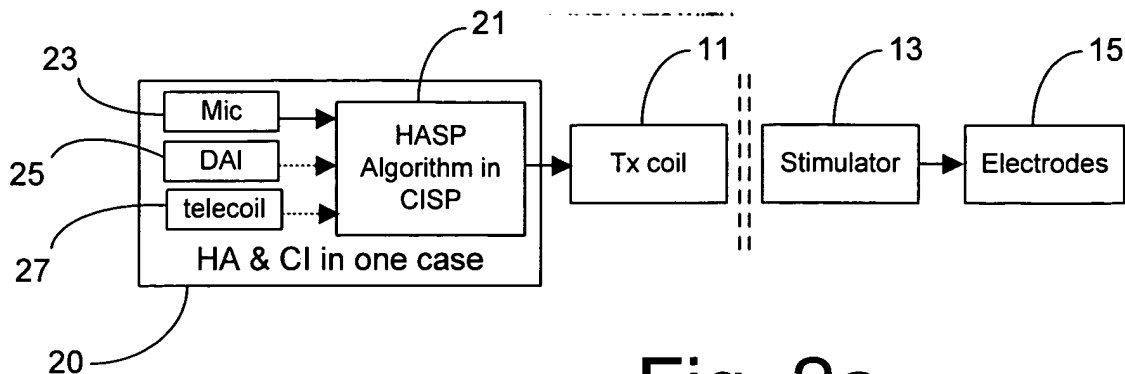 21
23
11
13
15
Mic
HASP
Algorithm in
CISP
DAI
Tx coil
Stimulator
Electrodes
25
telecoil
27
HA & CI in one case
20